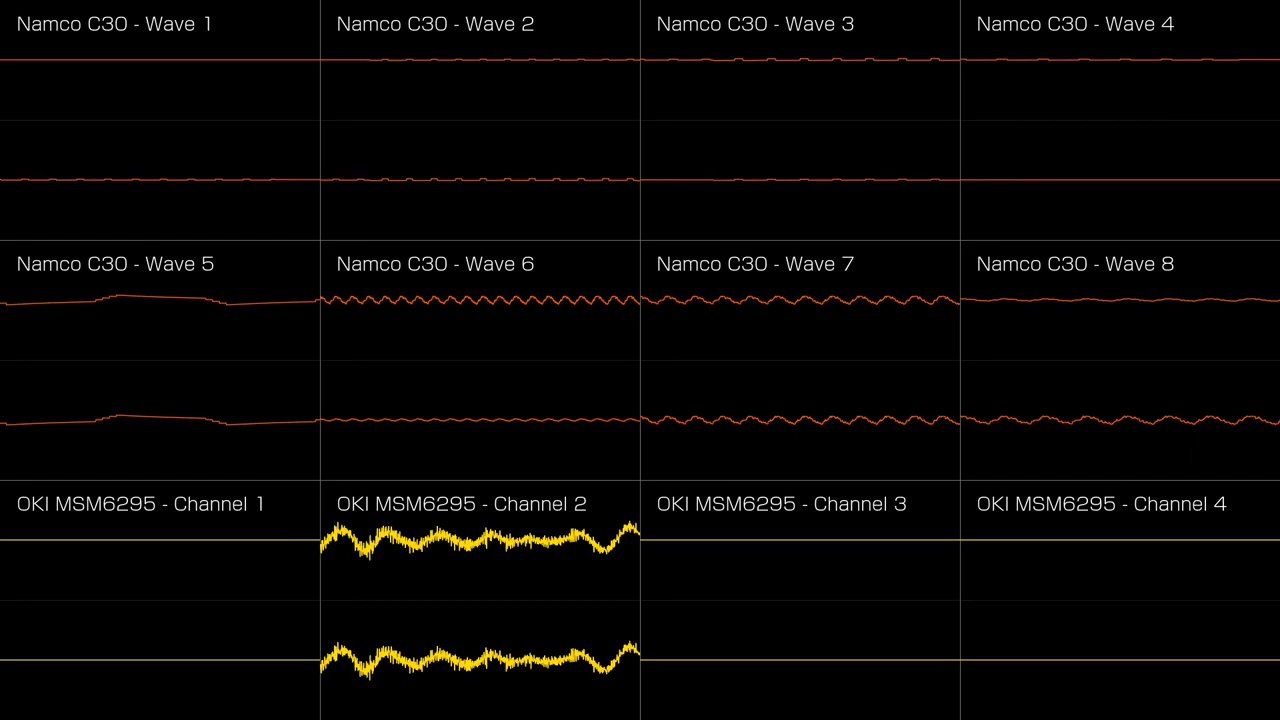 Namco C30 - Wave 1
Namco C30 - Wave 2
Namco C30 - Wave 3
Namco C30 - Wave 4
Namco C30 - Wave 5
Namco C30 - Wave 6
Namco C30 - Wave 7
Namco C30 - Wave 8
OKI MSM6295 - Channel 1
OKI MSM6295 - Channel 2
OKI MSM6295 - Channel 3
OKI MSM6295 - Channel 4